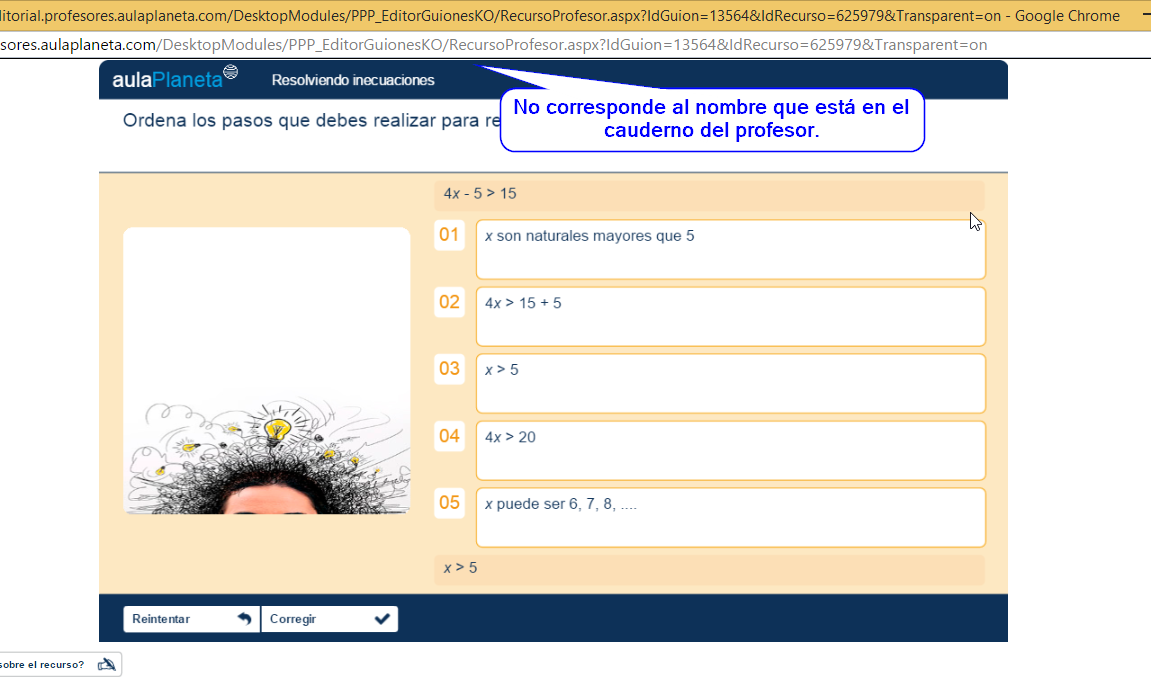 itorial.profesores.aulaplaneta.com/DesktopModules/PPP_EditorGuionesKO/RecursoProfesor.aspx?IdGuion=13564&IdRecurso=625979&Transparent=on - Google Chrome
sores.aulaplaneta.com/DesktopModules/PPP_EditorGuionesKO/RecursoProfesor.aspx?IdGuion=13564&IdRecurso=625979&Transparent=on
aulaPlaneta Resolviendo inecuaciones
No corresponde al nombre que está en el
cauderno del profesor.
Ordena los pasos que debes realizar para re
4x - 5 > 15
01 x son naturales mayores que 5
02 4x > 15 + 5
03 x > 5
04 4x > 20
05 x puede ser 6, 7, 8, ....
x > 5
Reintentar Corregir
sobre el recurso?